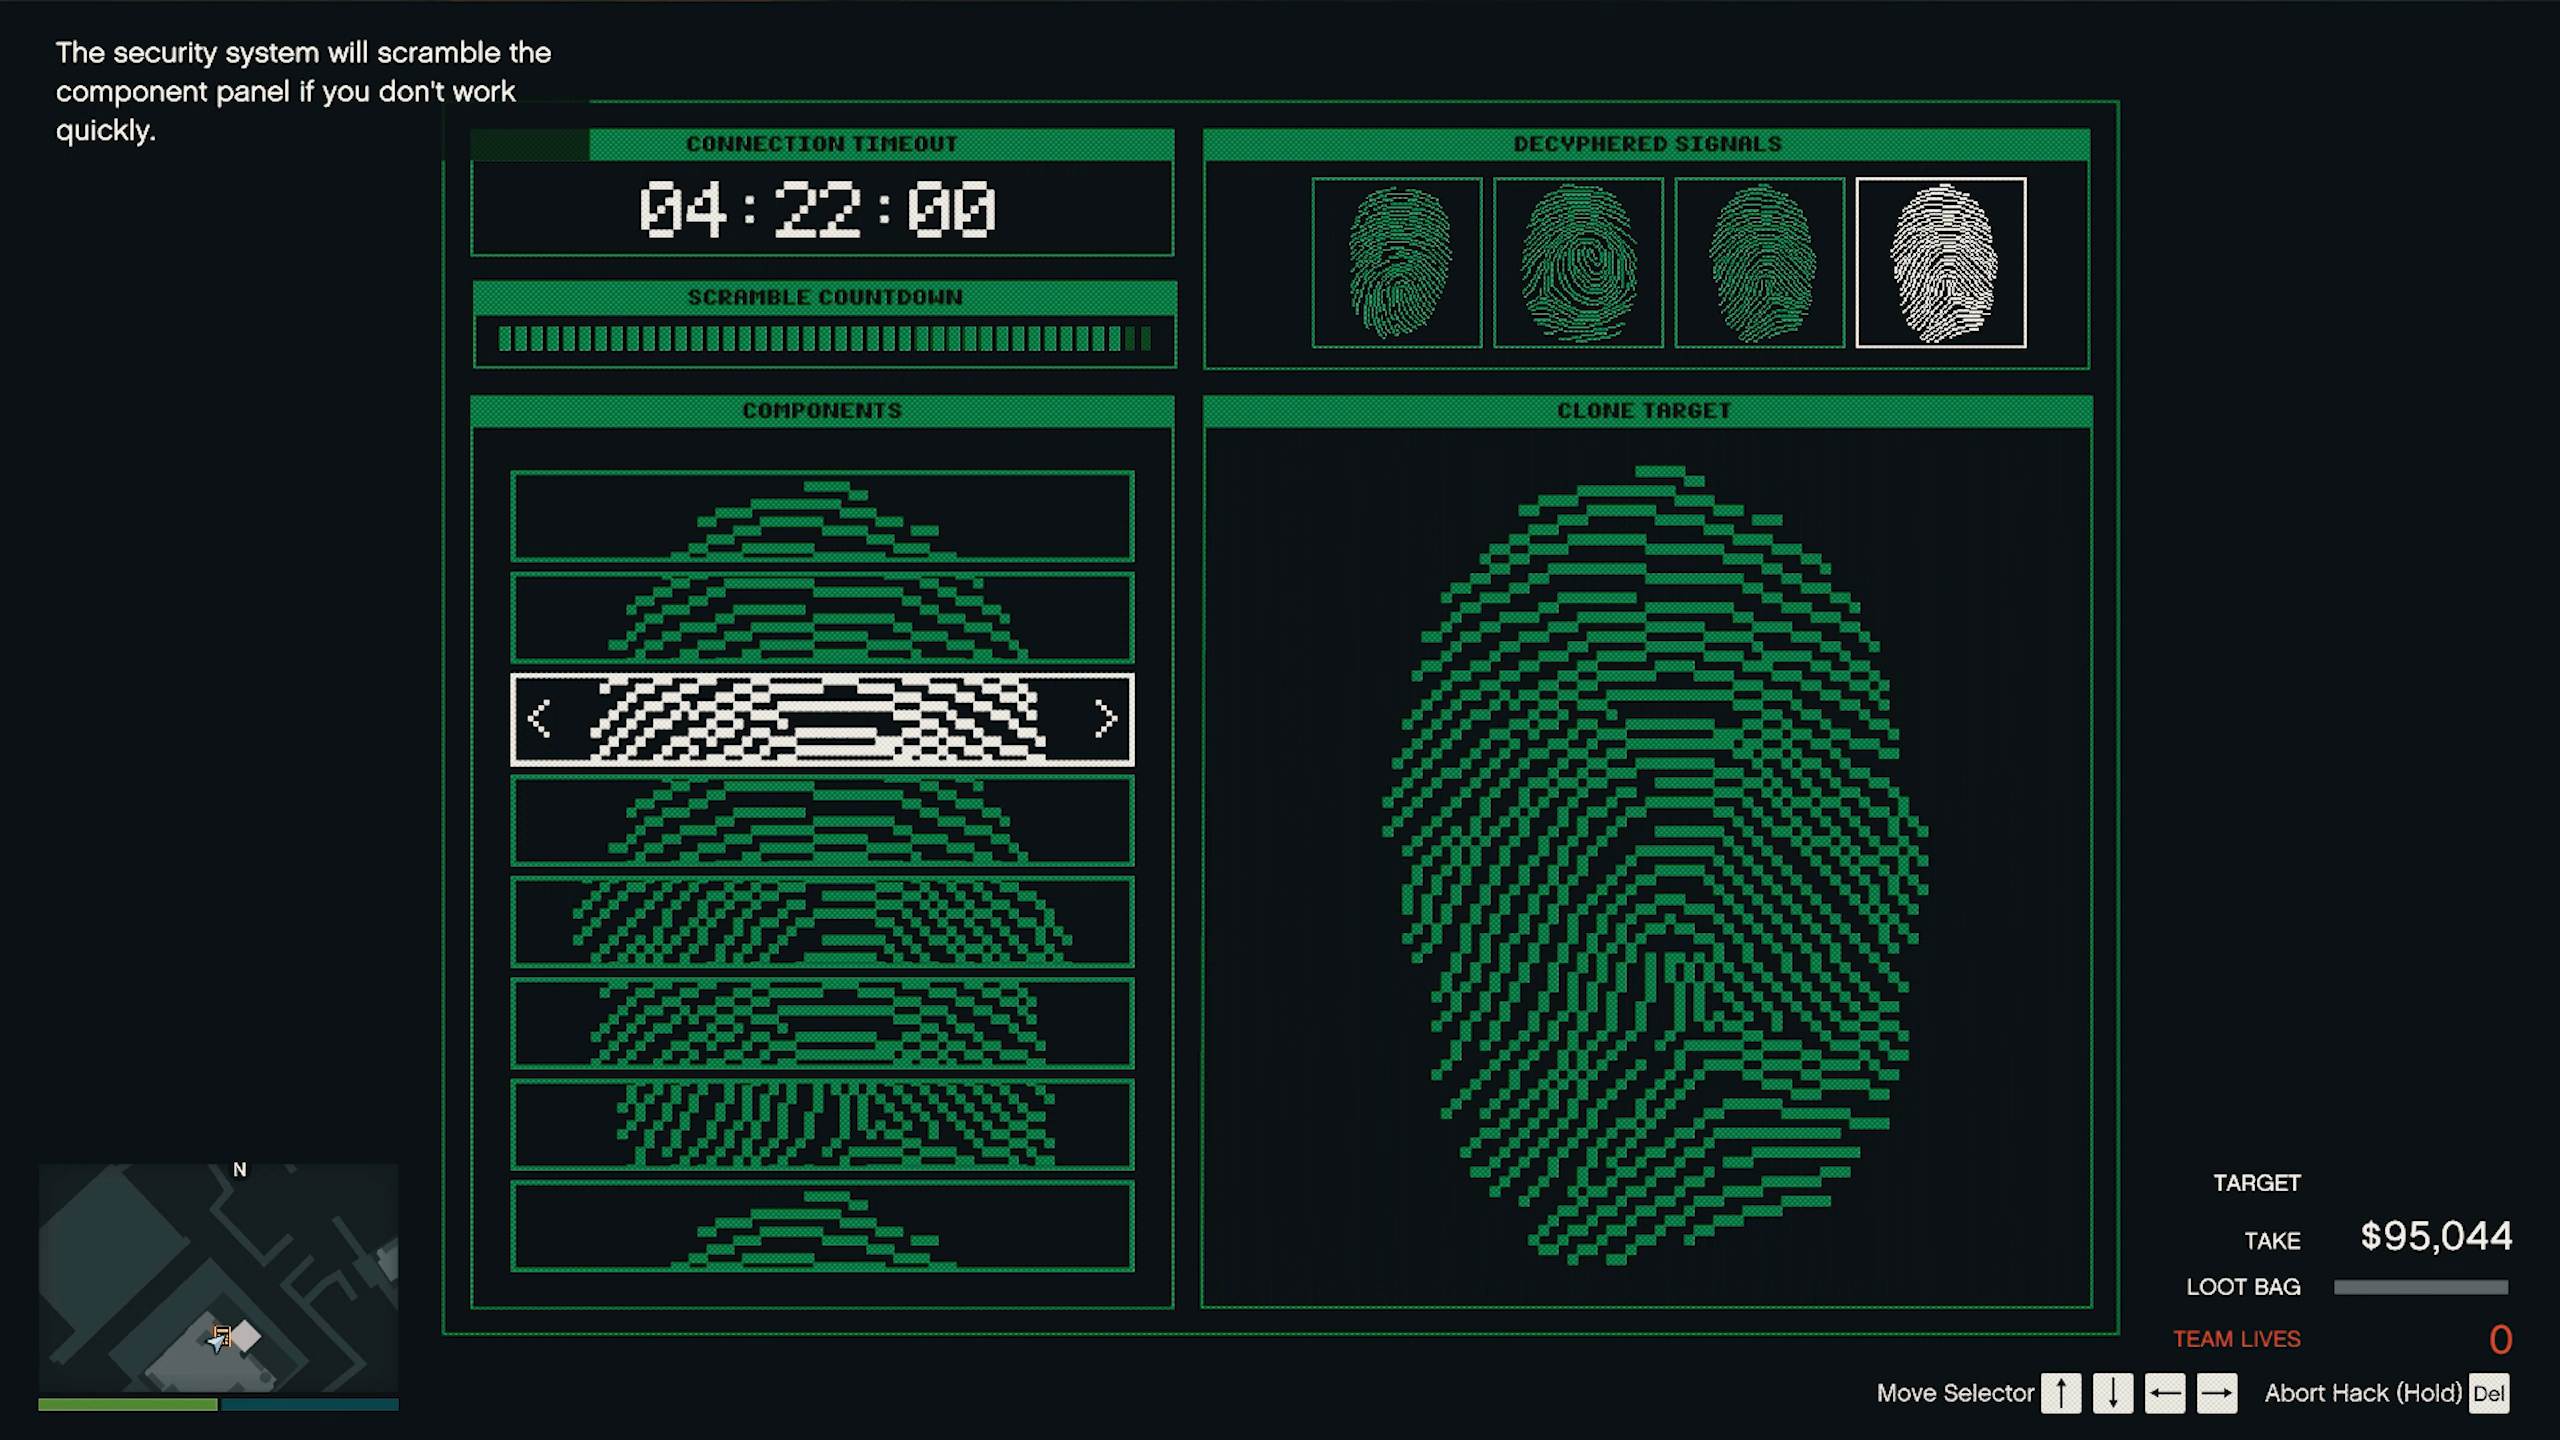 The security system will scramble the
component panel if you don't work
quickly.
CONNECTION TIMEOUT
04:22:00
SCRAMBLE COUNTDOWN
DECYPHERED SIGNALS
COMPONENTS
CLONE TARGET
N
TARGET
TAKE $95,044
LOOT BAG
TEAM LIVES 0
Move Selector ↑ ↓ ← → Abort Hack (Hold) Del